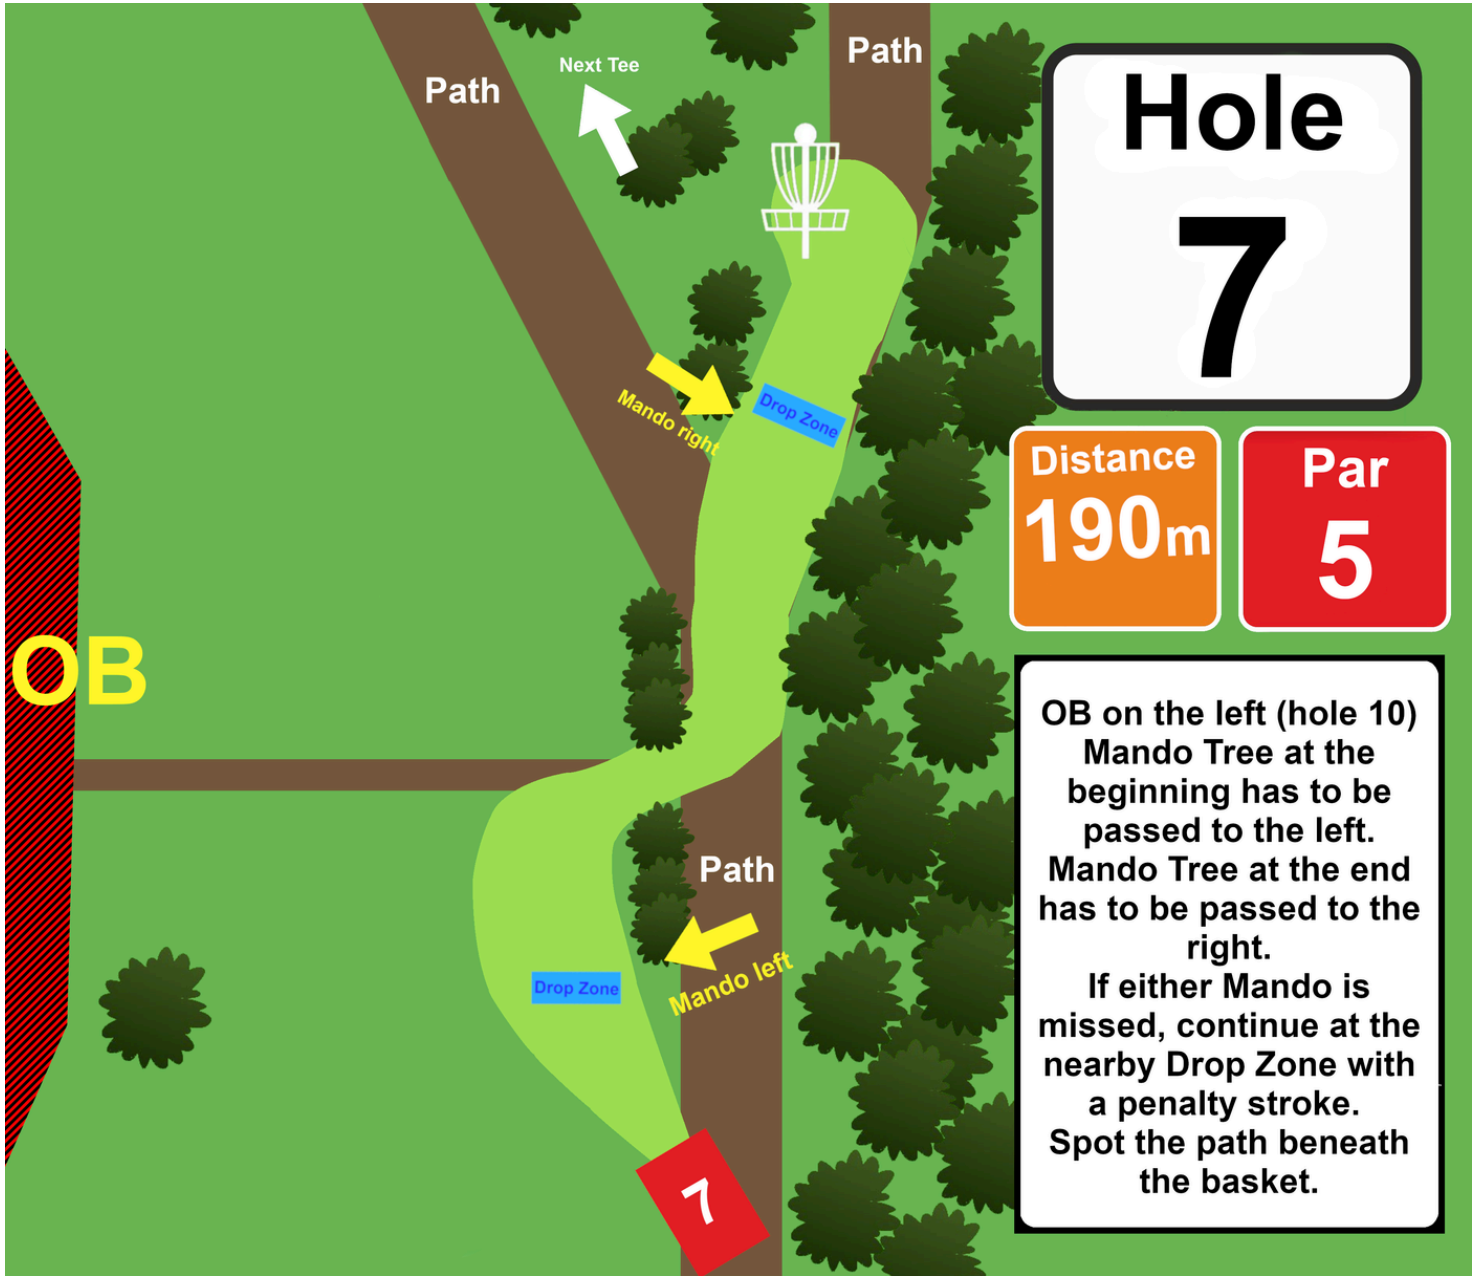 Path
Next Tee
Path
Hole
7
Mando right
Drop Zone
Distance
190m
Par
5
OB
OB on the left (hole 10)
Mando Tree at the
beginning has to be
passed to the left.
Mando Tree at the end
has to be passed to the
right.
If either Mando is
missed, continue at the
nearby Drop Zone with
a penalty stroke.
Spot the path beneath
the basket.
Path
Mando left
Drop Zone
7